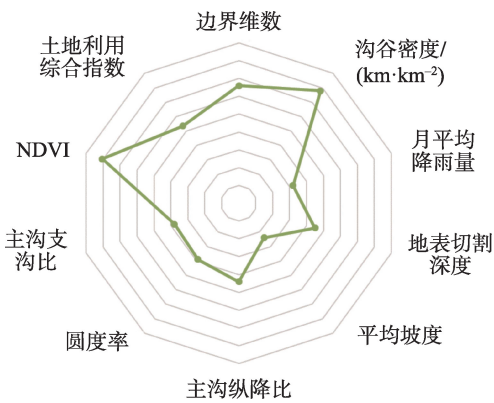 边界维数
沟谷密度/
(km·km⁻²)
月平均
降雨量
地表切割
深度
平均坡度
主沟纵降比
圆度率
主沟支
沟比
NDVI
土地利用
综合指数